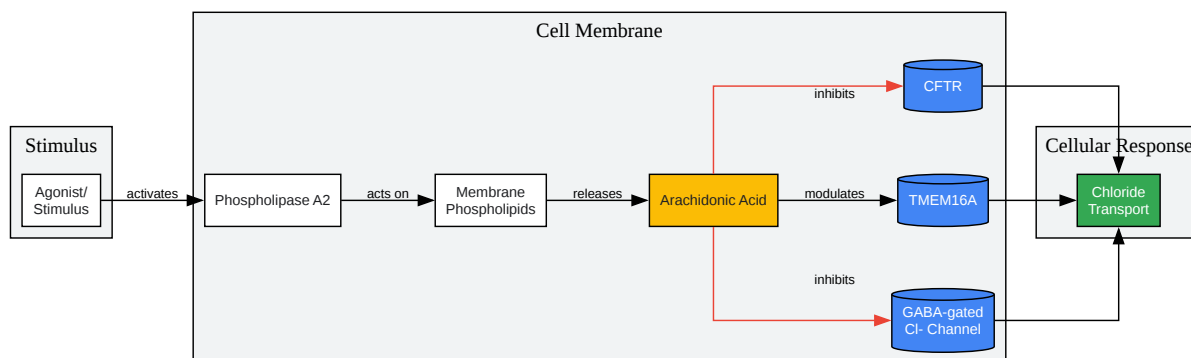 Cell Membrane
CFTR
inhibits
Stimulus
Cellular Response
Agonist/
Stimulus
activates
Phospholipase A2
acts on
Membrane
Phospholipids
releases
Arachidonic Acid
modulates
TMEM16A
Chloride
Transport
inhibits
GABA-gated
Cl- Channel